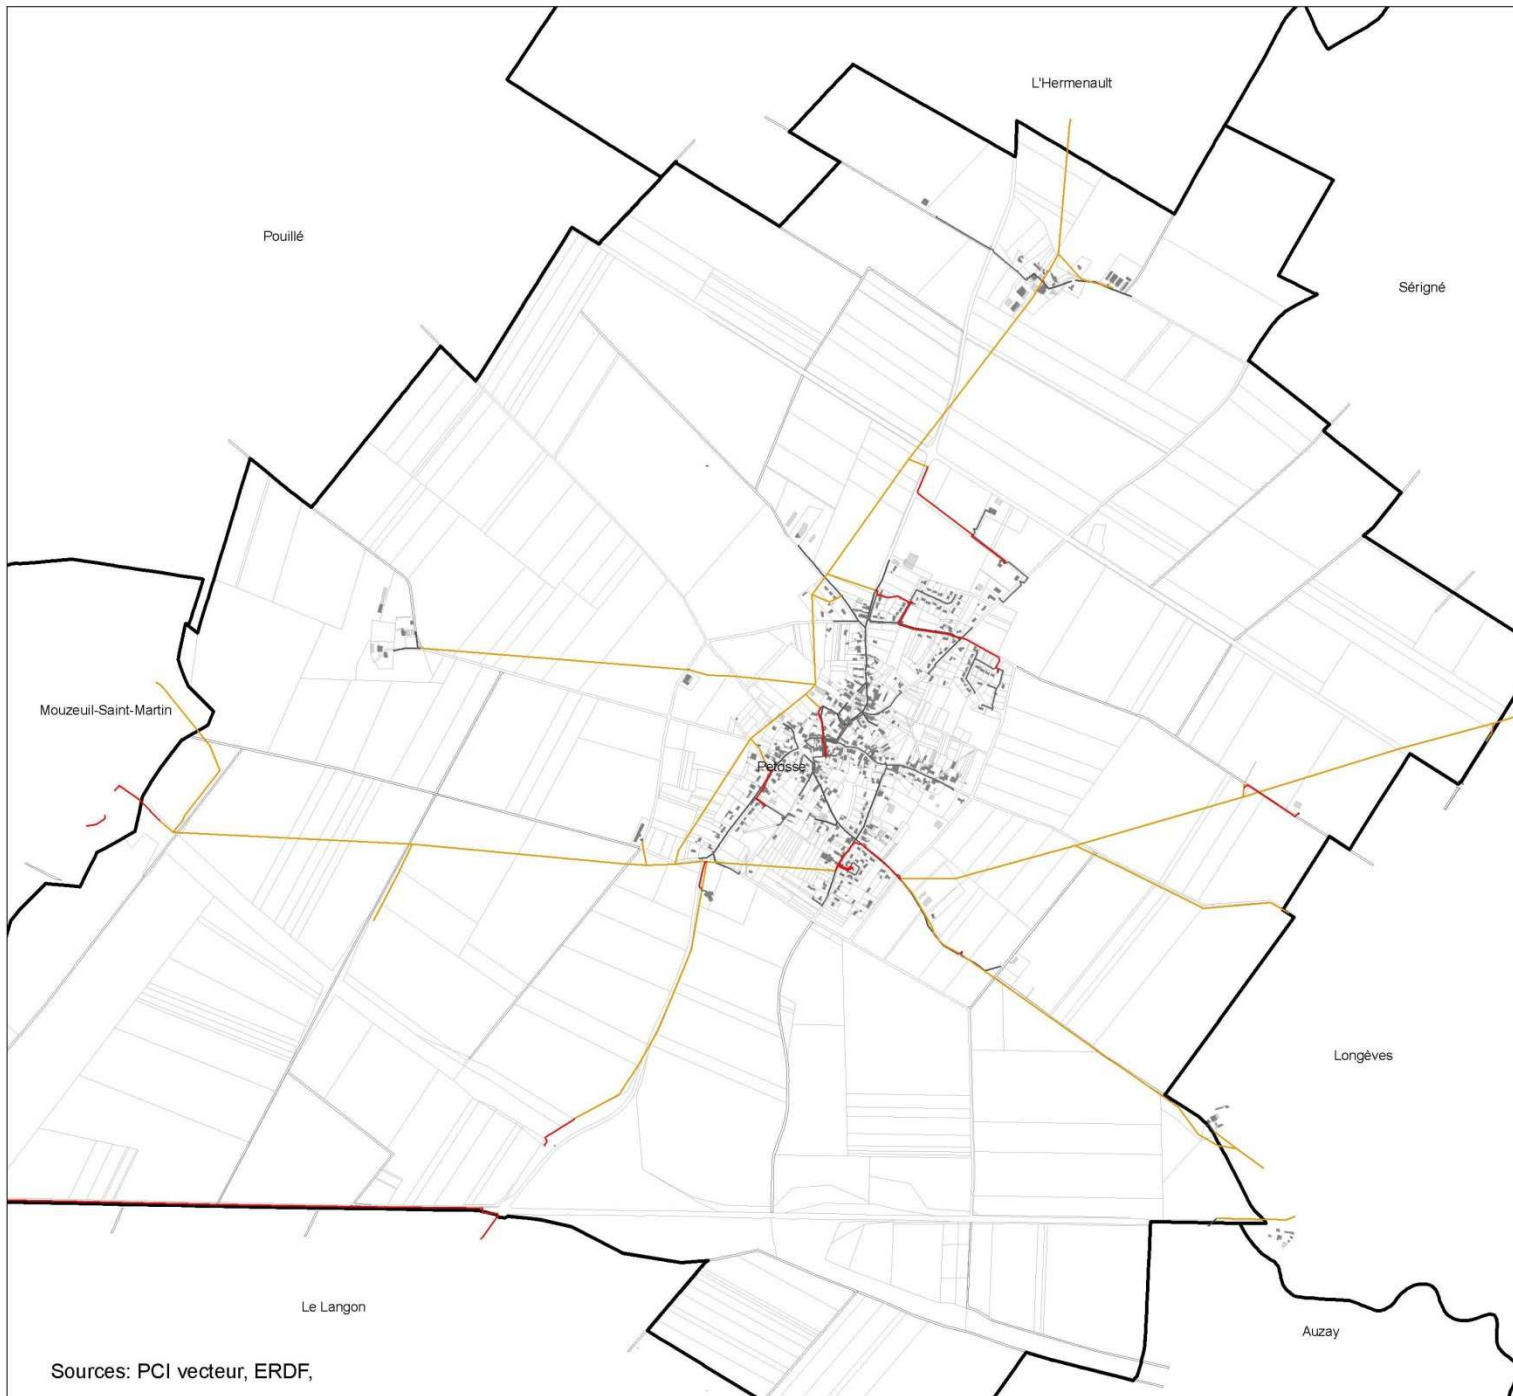 L'Hermenault
Pouillé
Sérigné
Mouzeuil-Saint-Martin
Petosse
Longèves
Le Langon
Auzay
Sources: PCI vecteur, ERDF,